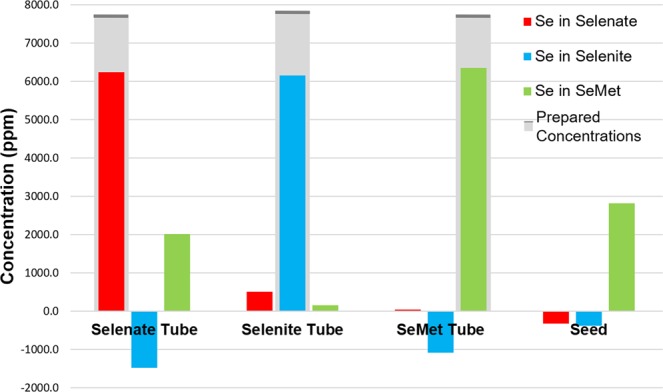 8000.0
7000.0
6000.0
5000.0
4000.0
3000.0
2000.0
1000.0
0.0
-1000.0
-2000.0
Concentration (ppm)
Se in Selenate
Se in Selenite
Se in SeMet
Prepared
Concentrations
Selenate Tube
Selenite Tube
SeMet Tube
Seed